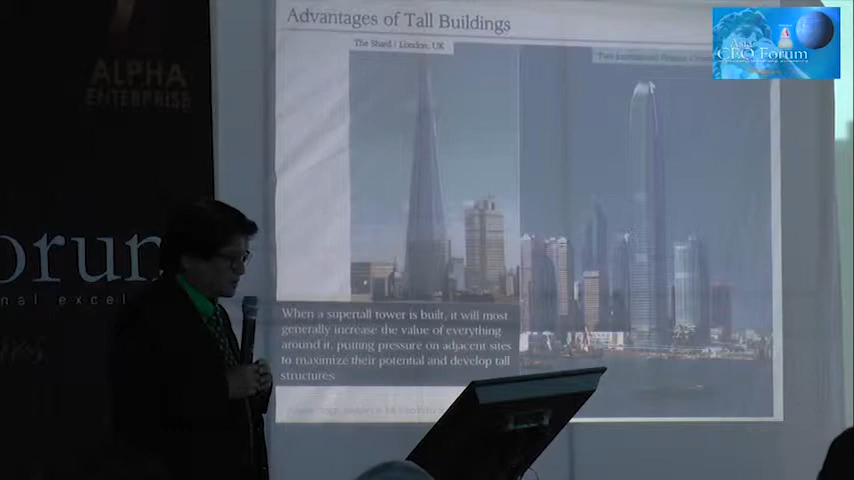 Advantages of Tall Buildings
The Shard | London, UK
CEO Forum
ALPHA
ENTERPRISE
orum
When a supertall tower is built, it will most
generally increase the value of everything
around it, putting pressure on adjacent sites
to maximize their potential and develop tall
structures